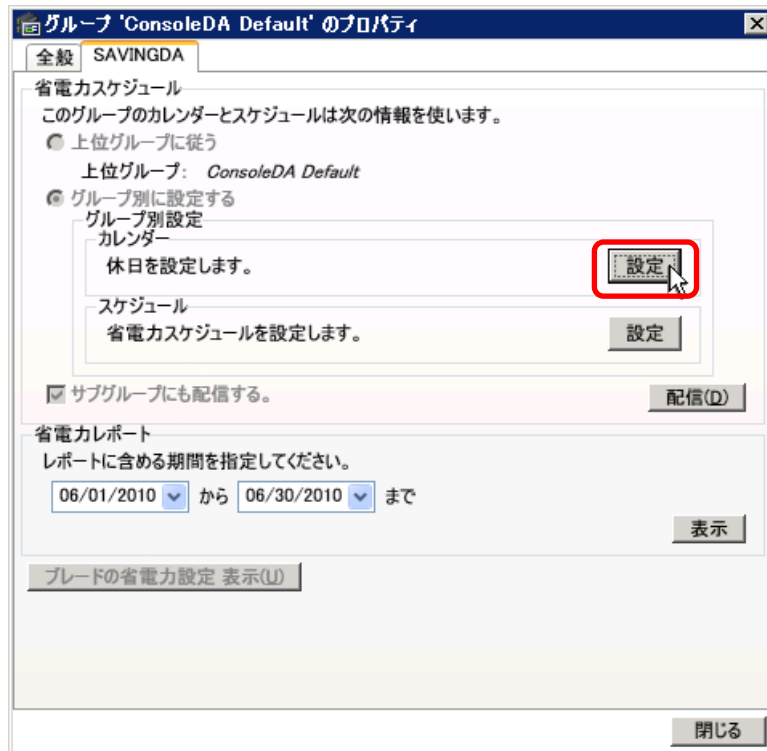 グループ 'ConsoleDA Default' のプロパティ
全般 SAVINGDA
省電力スケジュール
このグループのカレンダーとスケジュールは次の情報を使います。
上位グループに従う
上位グループ: ConsoleDA Default
グループ別に設定する
グループ別設定
カレンダー
休日を設定します。 設定
スケジュール
省電力スケジュールを設定します。 設定
サブグループにも配信する。 配信(D)
省電力レポート
レポートに含める期間を指定してください。
06/01/2010 から 06/30/2010 まで
表示
ブレードの省電力設定 表示(U)
閉じる